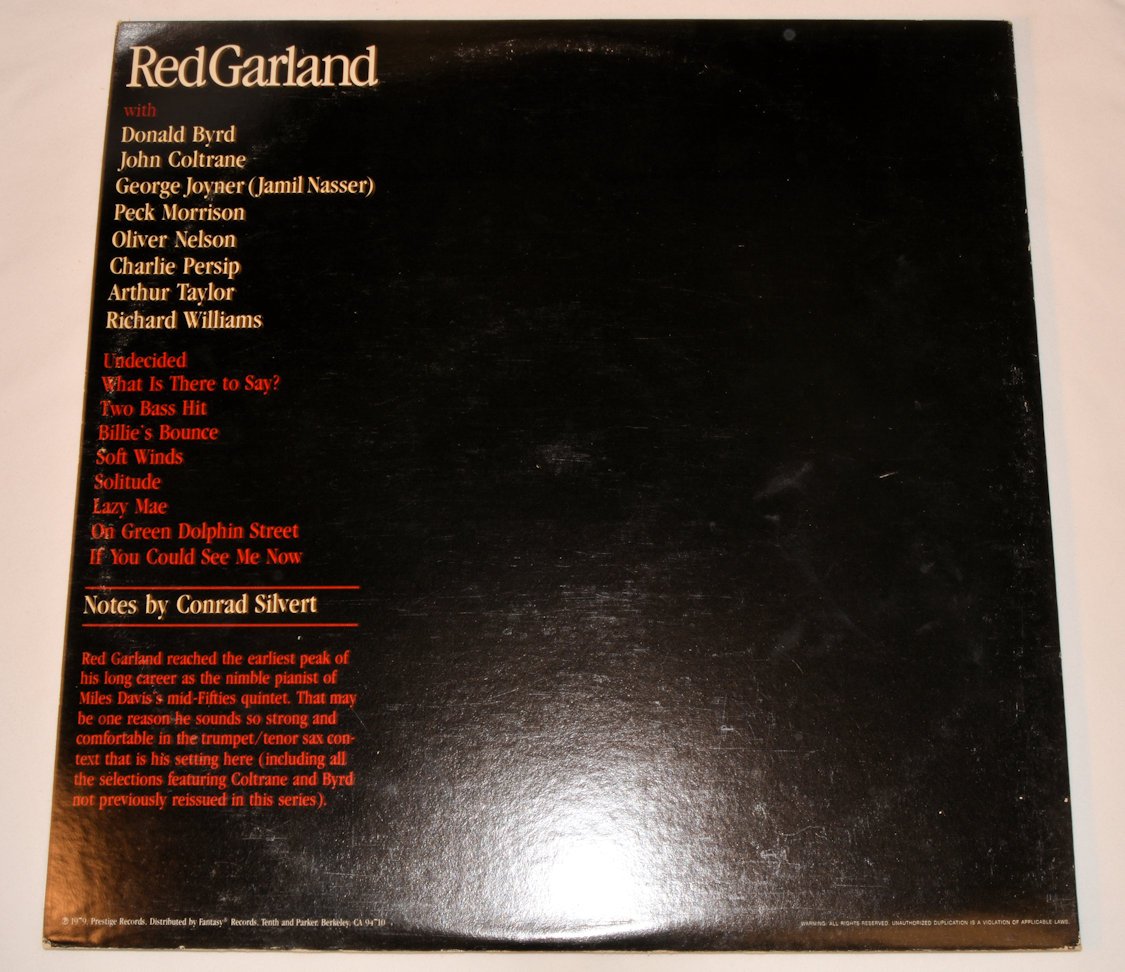 Red Garland
with
Donald Byrd
John Coltrane
George Joyner (Jamil Nasser)
Peck Morrison
Oliver Nelson
Charlie Persip
Arthur Taylor
Richard Williams
Undecided
What Is There to Say?
Two Bass Hit
Billie's Bounce
Soft Winds
Solitude
Lazy Mae
On Green Dolphin Street
If You Could See Me Now
Notes by Conrad Silvert
Red Garland reached the earliest peak of
his long career as the nimble pianist of
Miles Davis's mid-Fifties quintet. That may
be one reason he sounds so strong and
comfortable in the trumpet/tenor sax con-
text that is his setting here (including all
the selections featuring Coltrane and Byrd
not previously reissued in this series).
℗ 1979, Prestige Records. Distributed by Fantasy® Records. Tenth and Parker, Berkeley, CA 94710
WARNING: ALL RIGHTS RESERVED. UNAUTHORIZED DUPLICATION IS A VIOLATION OF APPLICABLE LAWS.